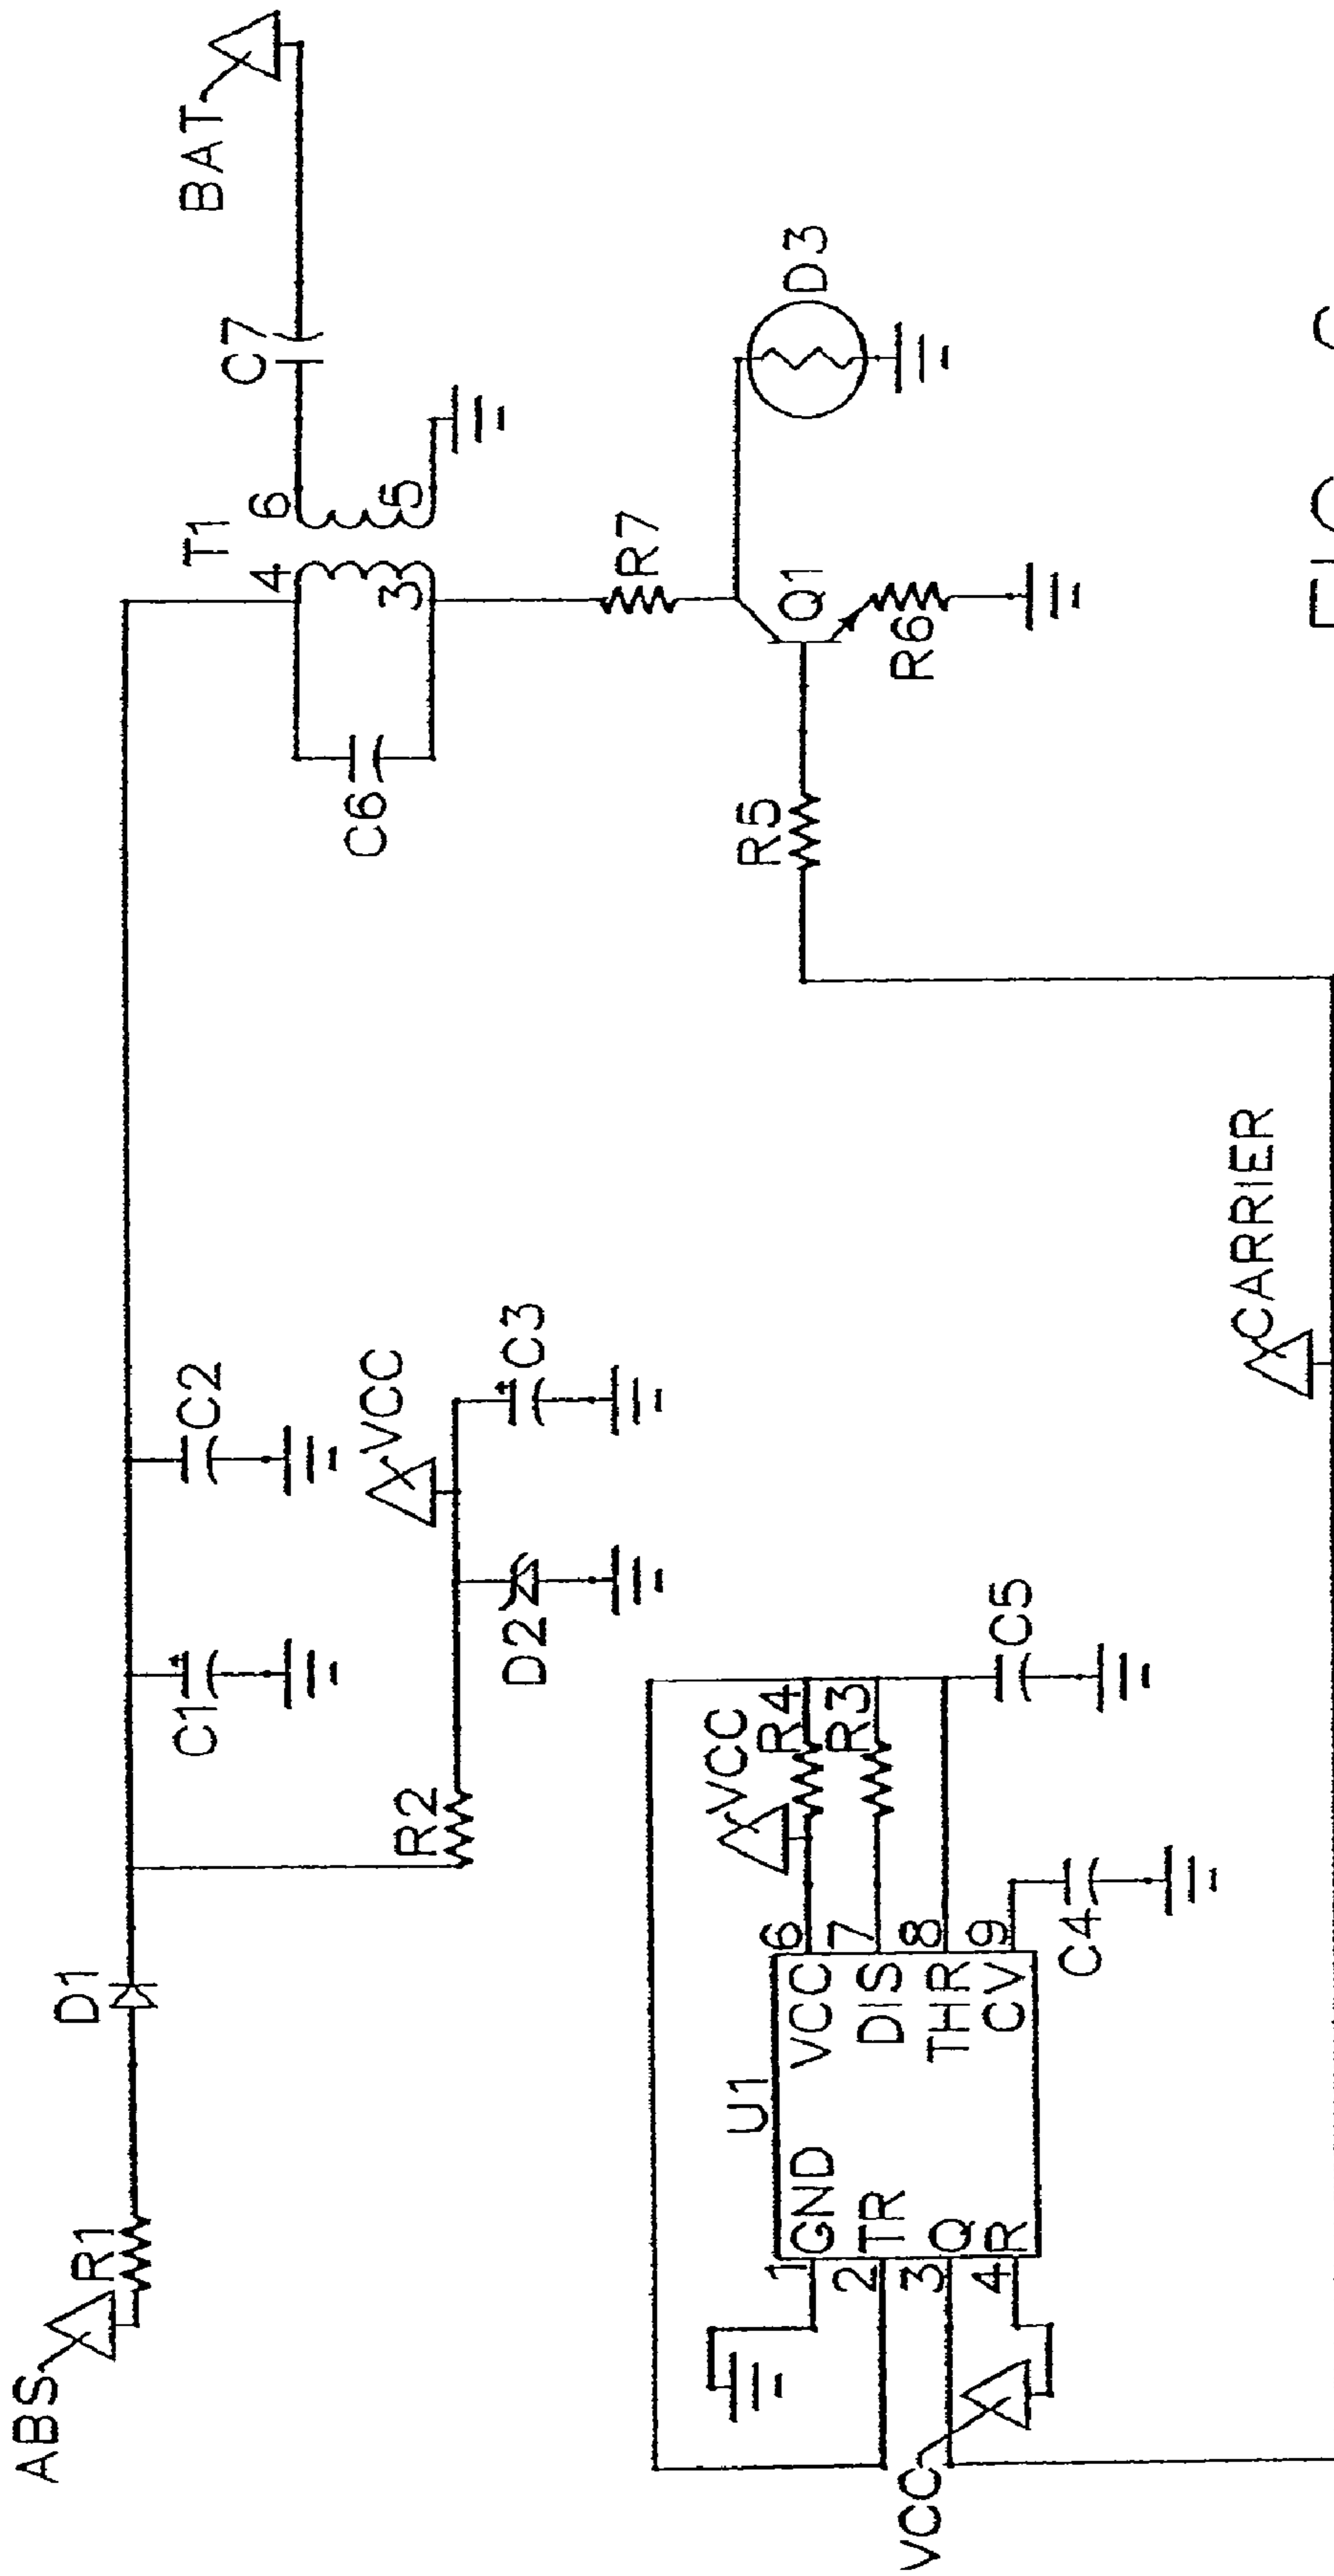 ABS
R1
D1
C1
C2
R2
D2
VCC
C3
T1
4
6
3
5
C6
C7
BAT
R7
Q1
R6
R5
D3
U1
1
GND
VCC
6
VCC
R4
2
TR
DIS
7
R3
3
Q
THR
8
4
R
CV
9
VCC
C4
C5
CARRIER